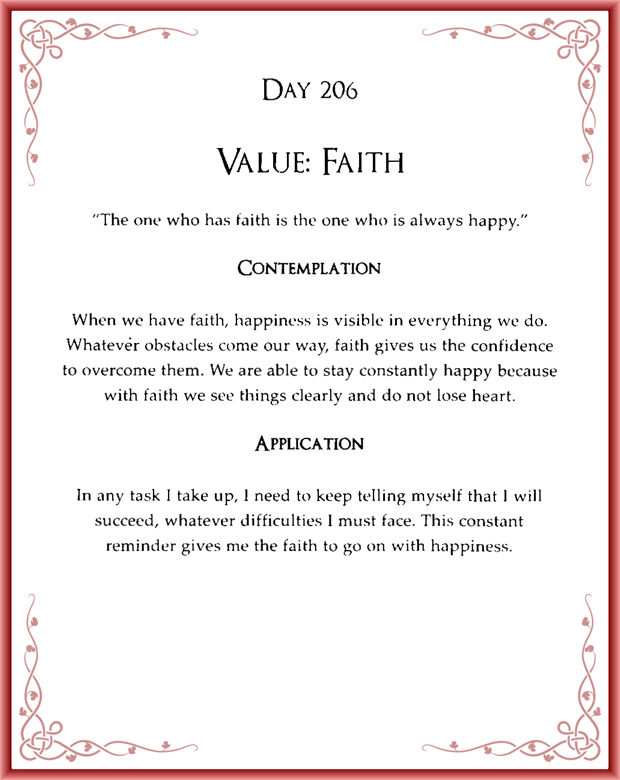 Day 206
Value: Faith
"The one who has faith is the one who is always happy."
Contemplation
When we have faith, happiness is visible in everything we do.
Whatever obstacles come our way, faith gives us the confidence
to overcome them. We are able to stay constantly happy because
with faith we see things clearly and do not lose heart.
Application
In any task I take up, I need to keep telling myself that I will
succeed, whatever difficulties I must face. This constant
reminder gives me the faith to go on with happiness.